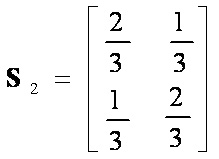 S₂ = [ 2/3 1/3
1/3 2/3 ]